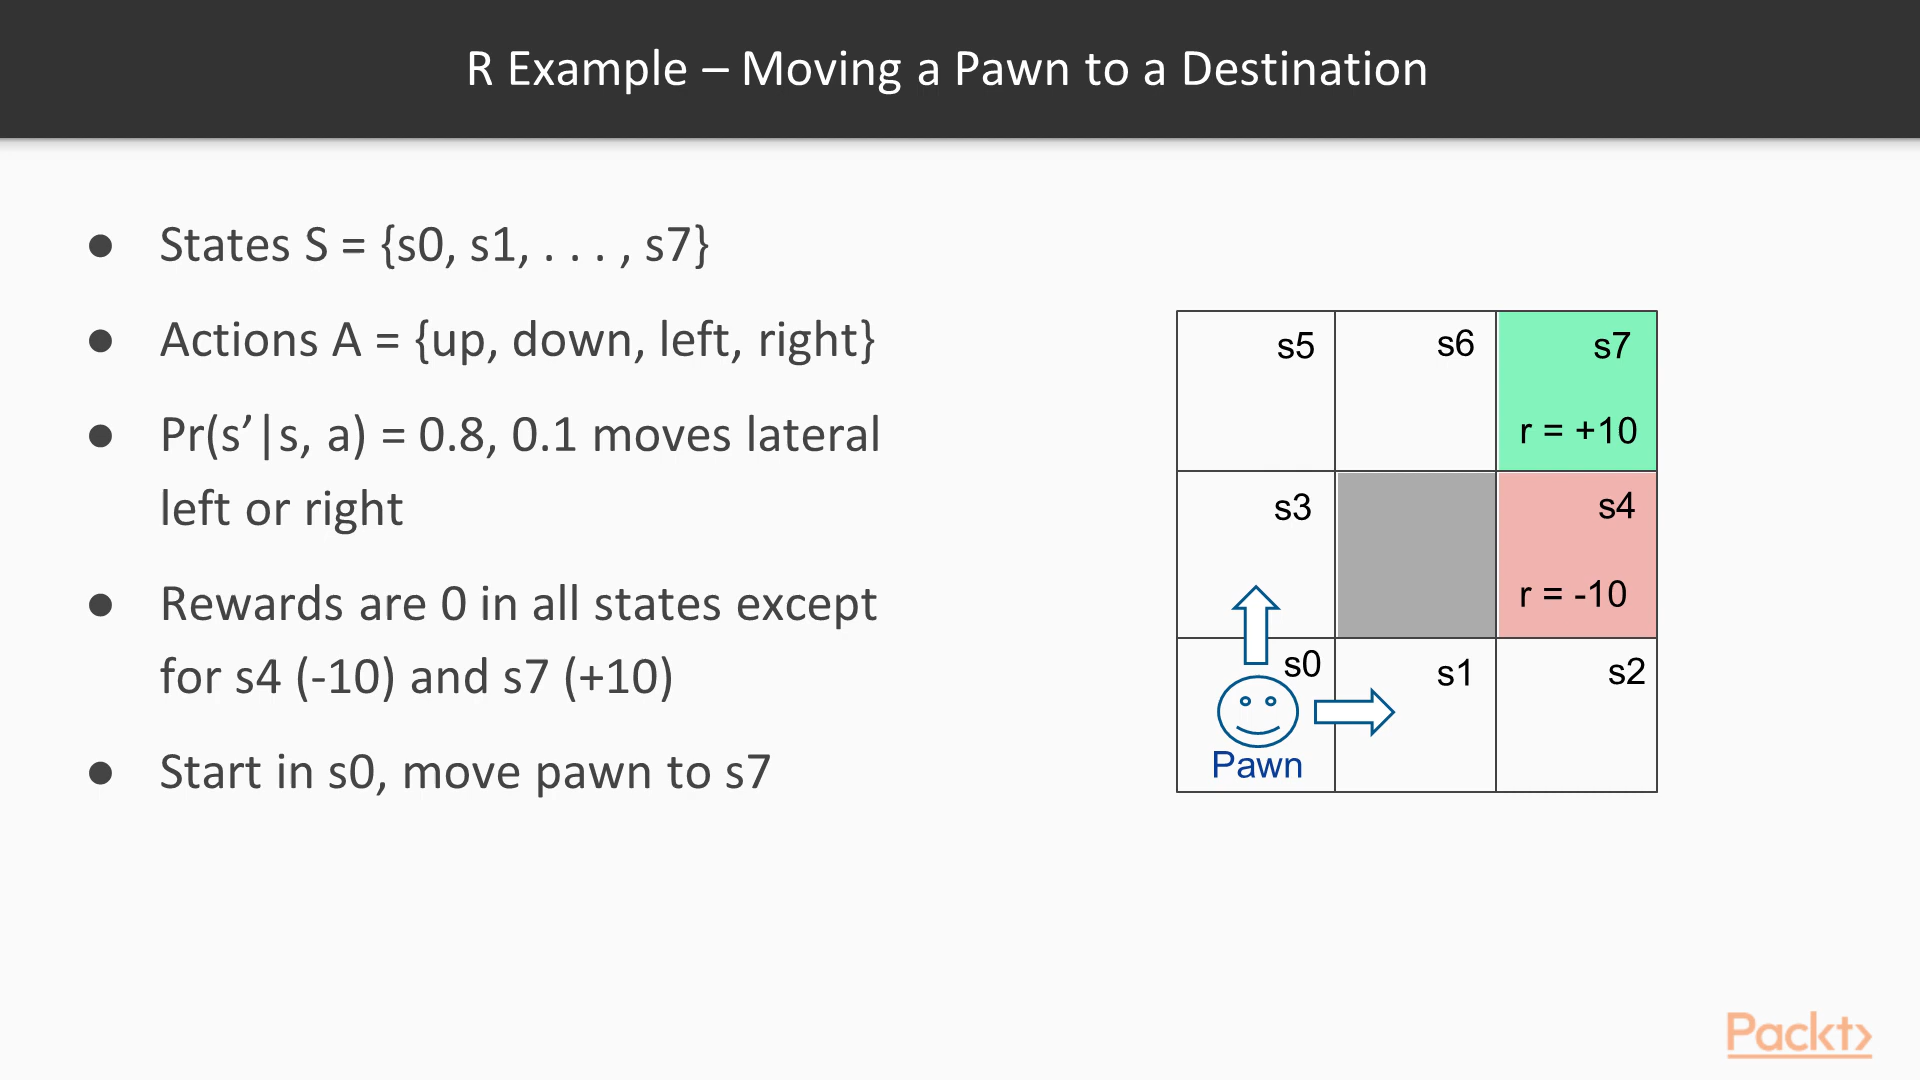 R Example – Moving a Pawn to a Destination
● States S = {s0, s1, . . . , s7}
● Actions A = {up, down, left, right}
● Pr(s’|s, a) = 0.8, 0.1 moves lateral
left or right
● Rewards are 0 in all states except
for s4 (-10) and s7 (+10)
● Start in s0, move pawn to s7
s5 s6 s7
r = +10
s3 s4
r = -10
s0 s1 s2
Pawn
Packt>